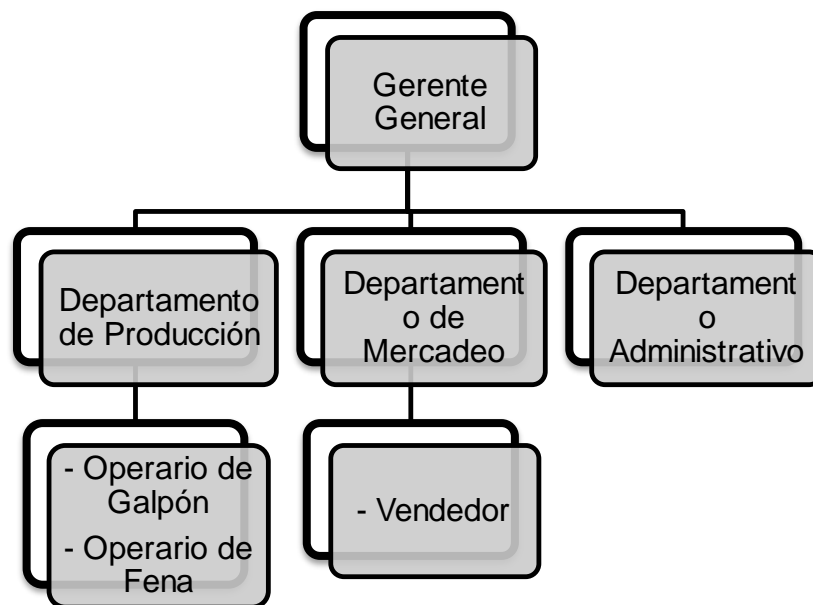 Gerente
General
Departamento
de Producción
Departament
o de
Mercadeo
Departament
o
Administrativo
- Operario de
Galpón
- Operario de
Fena
- Vendedor